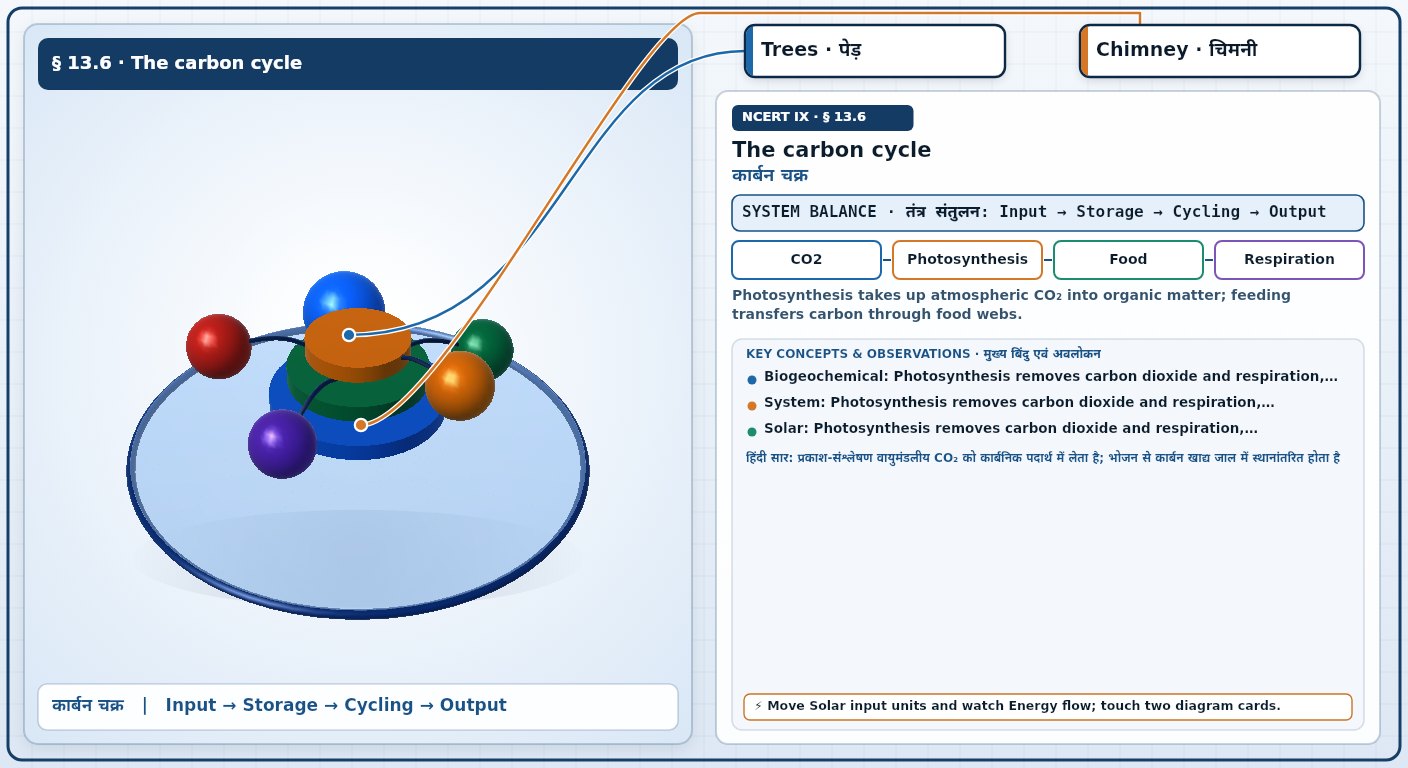 § 13.6 · The carbon cycle
Trees · पेड़
Chimney · चिमनी
NCERT IX · § 13.6
The carbon cycle
कार्बन चक्र
SYSTEM BALANCE · तंत्र संतुलन: Input → Storage → Cycling → Output
CO2
Photosynthesis
Food
Respiration
Photosynthesis takes up atmospheric CO₂ into organic matter; feeding
transfers carbon through food webs.
KEY CONCEPTS & OBSERVATIONS · मुख्य बिंदु एवं अवलोकन
Biogeochemical: Photosynthesis removes carbon dioxide and respiration,...
System: Photosynthesis removes carbon dioxide and respiration,...
Solar: Photosynthesis removes carbon dioxide and respiration,...
हिंदी सार: प्रकाश-संश्लेषण वायुमंडलीय CO₂ को कार्बनिक पदार्थ में लेता है; भोजन से कार्बन खाद्य जाल में स्थानांतरित होता है
⚡ Move Solar input units and watch Energy flow; touch two diagram cards.
कार्बन चक्र | Input → Storage → Cycling → Output